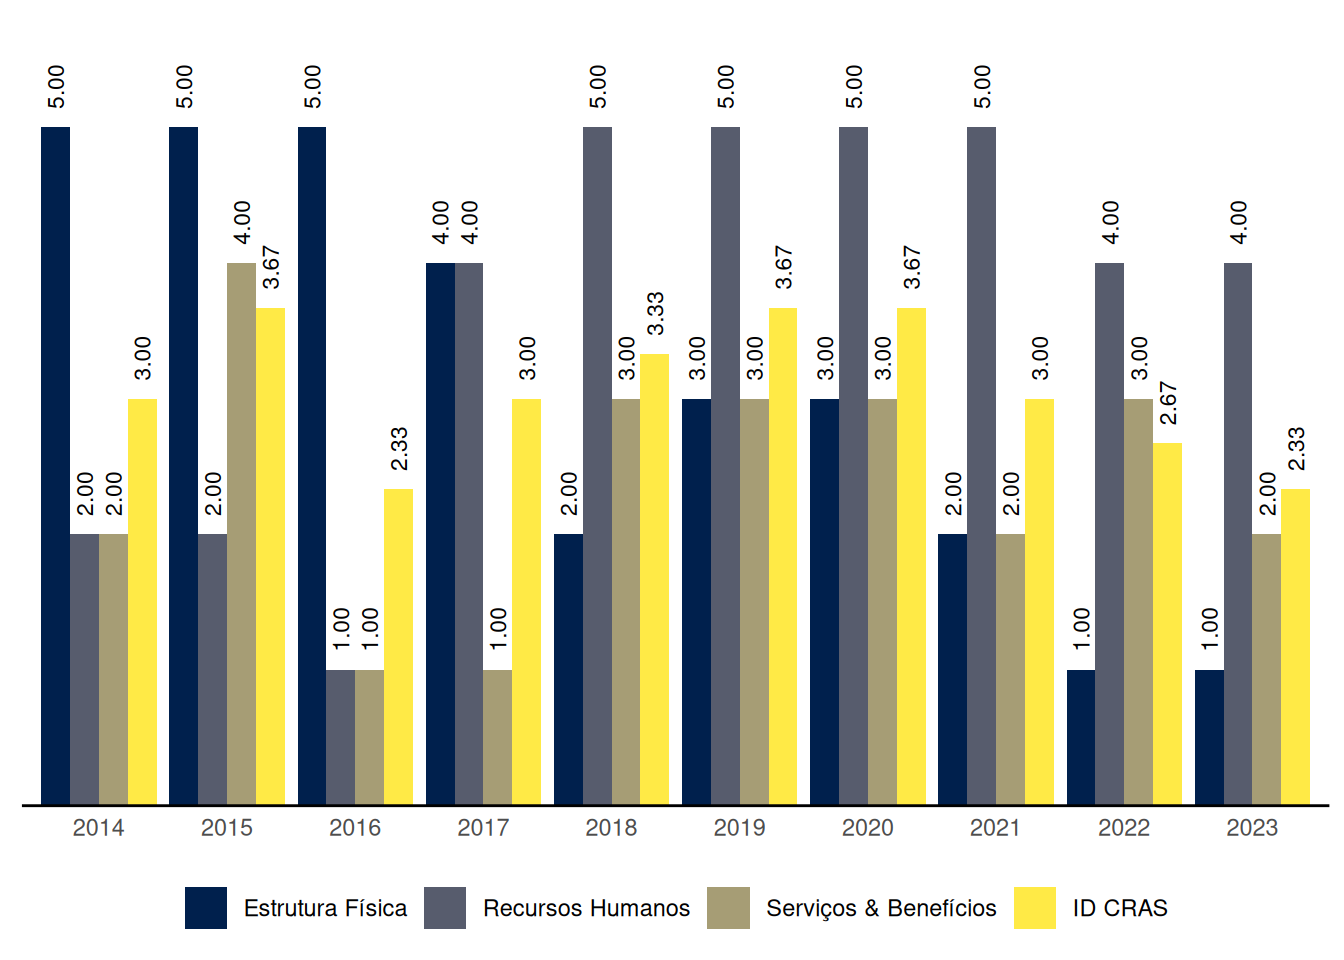 5.00 5.00 5.00 5.00 5.00 5.00 5.00
4.00 4.00 4.00 4.00 4.00
3.67 3.67 3.67
3.33
3.00 3.00 3.00 3.00 3.00 3.00 3.00 3.00 3.00
2.67
2.33 2.33
2.00 2.00 2.00 2.00 2.00 2.00 2.00
1.00 1.00 1.00 1.00 1.00
2014 2015 2016 2017 2018 2019 2020 2021 2022 2023
Estrutura Física Recursos Humanos Serviços & Benefícios ID CRAS